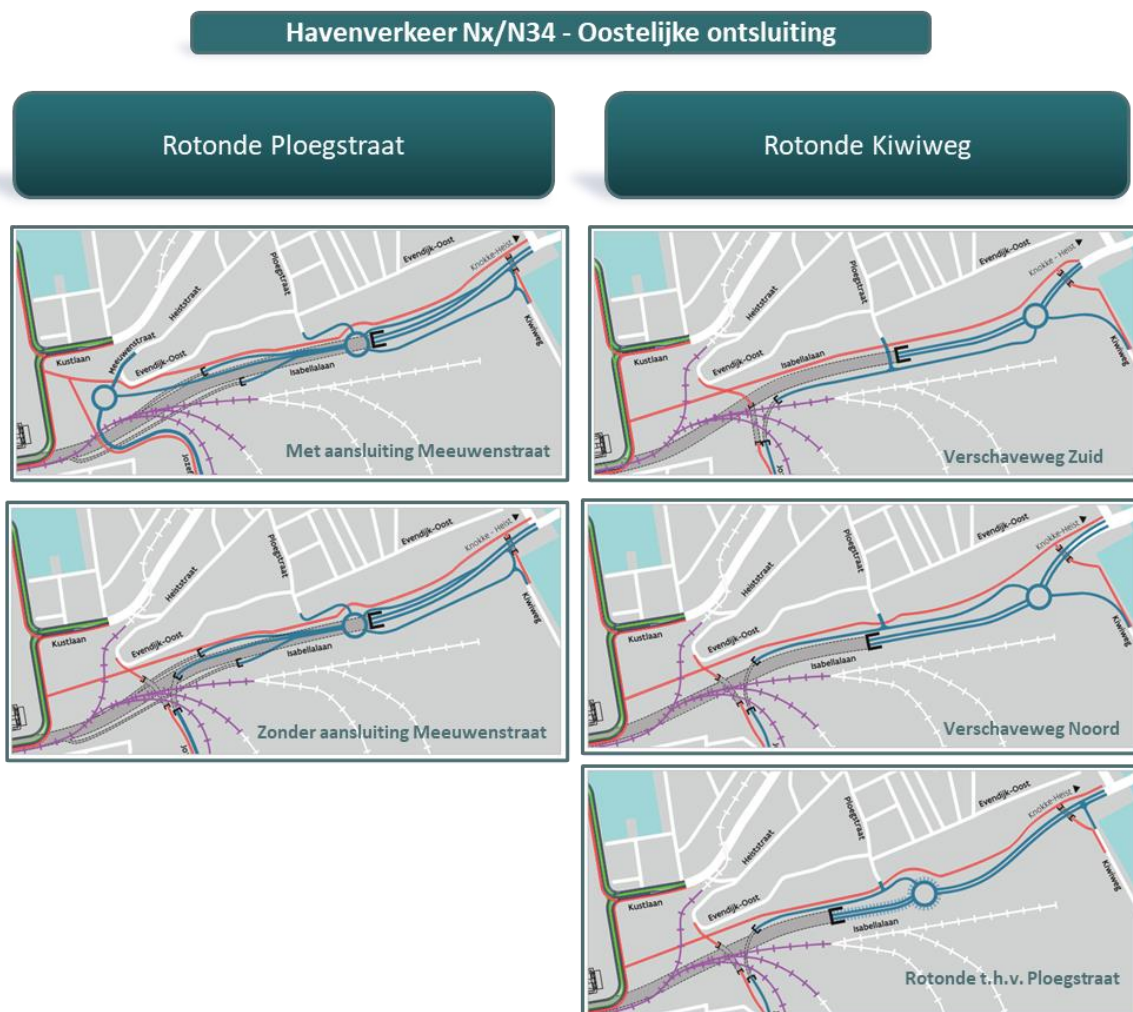 Havenverkeer Nx/N34 - Oostelijke ontsluiting
Rotonde Ploegstraat
Rotonde Kiwiweg
Evendijk-Oost
Knokke-Heist
Ploegstraat
Heiststraat
Meeuwenstraat
Kustlaan
Evendijk-Oost
Isabellalaan
Kiwiweg
Jozef
Met aansluiting Meeuwenstraat
Evendijk-Oost
Knokke - Heist
Ploegstraat
Heiststraat
Kustlaan
Evendijk-Oost
Isabellalaan
Kiwiweg
Verschaveweg Zuid
Evendijk-Oost
Knokke - Heist
Ploegstraat
Heiststraat
Kustlaan
Evendijk-Oost
Isabellalaan
Kiwiweg
Zonder aansluiting Meeuwenstraat
Evendijk-Oost
Knokke - Heist
Ploegstraat
Heiststraat
Kustlaan
Evendijk-Oost
Isabellalaan
Kiwiweg
Verschaveweg Noord
Evendijk-Oost
Knokke-Heist
Ploegstraat
Heiststraat
Kustlaan
Evendijk-Oost
Isabellalaan
Kiwiweg
Rotonde t.h.v. Ploegstraat